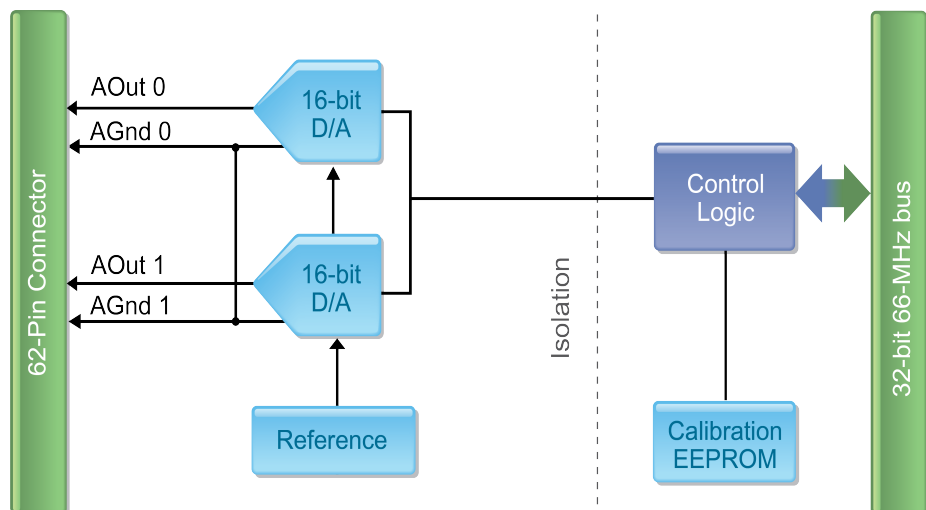 62-Pin Connector
AOut 0
AGnd 0
16-bit
D/A
AOut 1
AGnd 1
16-bit
D/A
Reference
Isolation
Control
Logic
Calibration
EEPROM
32-bit 66-MHz bus